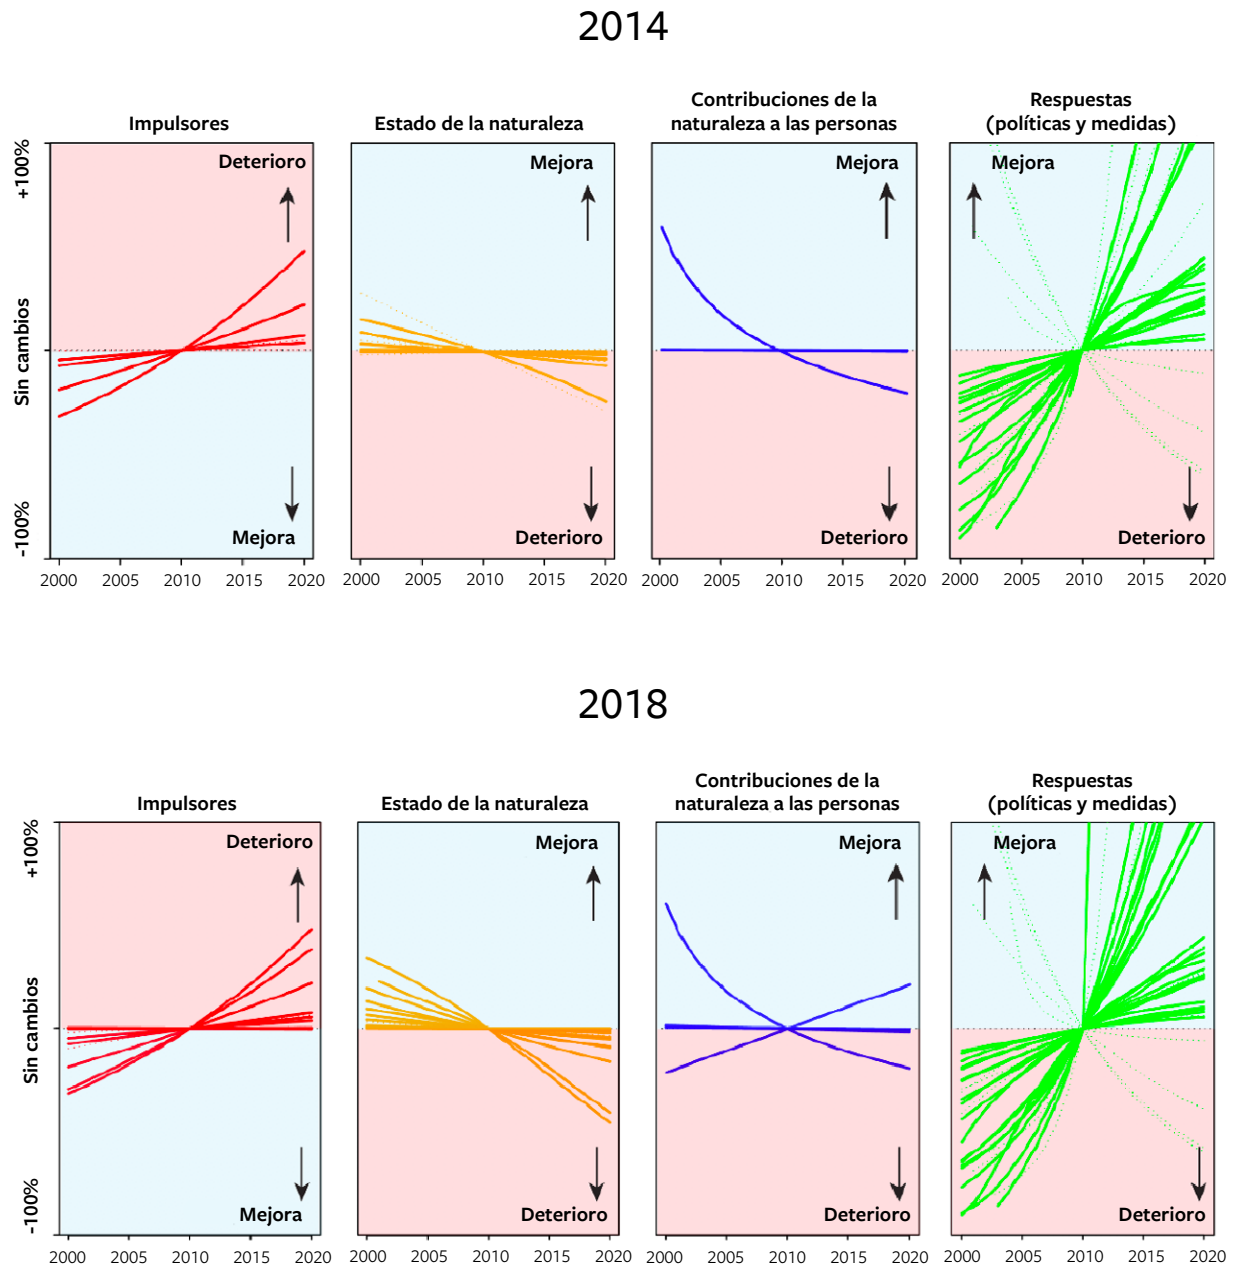 2014
Impulsores
Estado de la naturaleza
Contribuciones de la
naturaleza a las personas
Respuestas
(políticas y medidas)
+100%
Sin cambios
-100%
Deterioro
Mejora
2000 2005 2010 2015 2020
Mejora
Deterioro
2000 2005 2010 2015 2020
Mejora
Deterioro
2000 2005 2010 2015 2020
Mejora
Deterioro
2000 2005 2010 2015 2020
2018
Impulsores
Estado de la naturaleza
Contribuciones de la
naturaleza a las personas
Respuestas
(políticas y medidas)
+100%
Sin cambios
-100%
Deterioro
Mejora
2000 2005 2010 2015 2020
Mejora
Deterioro
2000 2005 2010 2015 2020
Mejora
Deterioro
2000 2005 2010 2015 2020
Mejora
Deterioro
2000 2005 2010 2015 2020